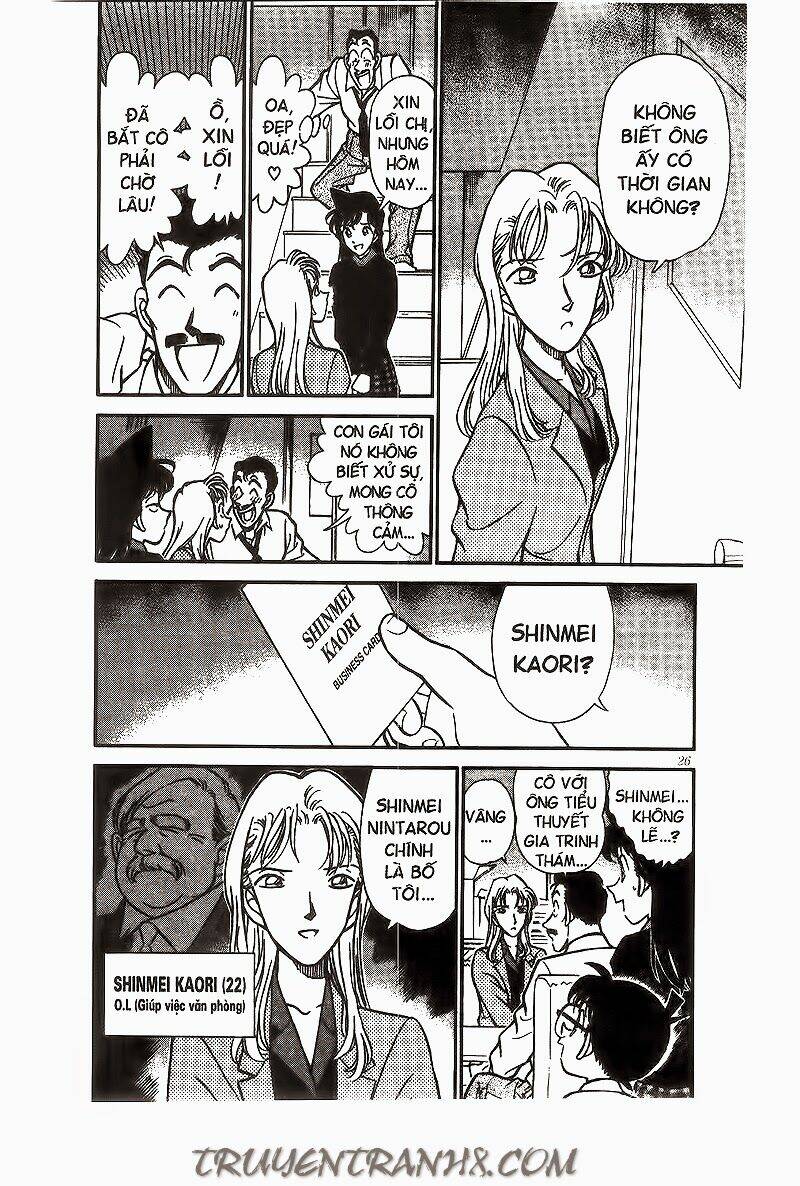 KHÔNG
BIẾT ÔNG
ẤY CÓ
THỜI GIAN
KHÔNG?
XIN
LỖI CHỊ,
NHƯNG
HÔM
NAY...
OA,
ĐẸP
QUÁ!
♡
Ồ,
XIN
LỖI
!
ĐÃ
BẮT CÔ
PHẢI
CHỜ
LÂU!
CON GÁI TÔI
NÓ KHÔNG
BIẾT XỬ SỰ,
MONG CÔ
THÔNG
CẢM...
SHINMEI
KAORI?
SHINMEI
KAORI
BUSINESS CARD
26
SHINMEI...
KHÔNG
LẼ...?
CÔ VỚI
ÔNG TIỂU
THUYẾT
GIA TRINH
THÁM...
VÂNG
...
SHINMEI
NINTAROU
CHÍNH
LÀ BỐ
TÔI...
SHINMEI KAORI (22)
O.L (Giúp việc văn phòng)
TRUYENTRANH8.COM